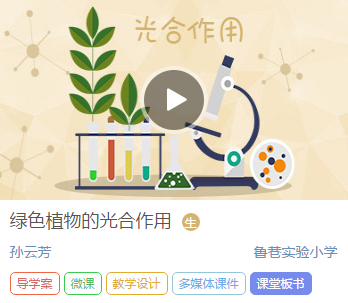 光合作用
绿色植物的光合作用 生
孙云芳 鲁巷实验小学
导学案 微课 教学设计 多媒体课件 课堂板书